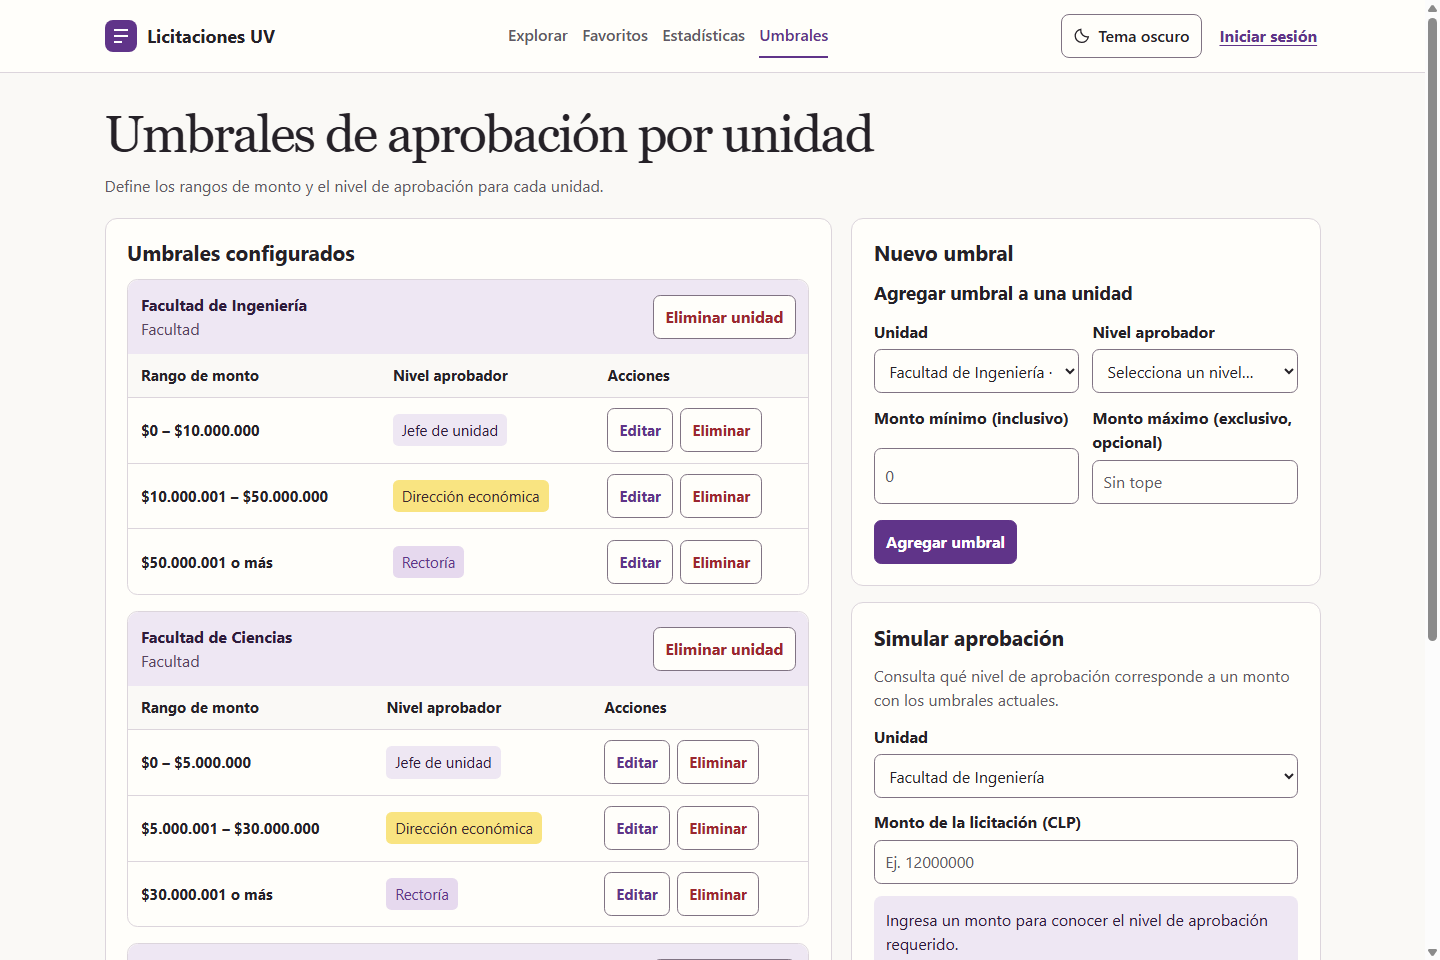 Licitaciones UV
Explorar Favoritos Estadísticas Umbrales
Tema oscuro
Iniciar sesión
Umbrales de aprobación por unidad
Define los rangos de monto y el nivel de aprobación para cada unidad.
Umbrales configurados
Facultad de Ingeniería
Facultad
Eliminar unidad
Rango de monto Nivel aprobador Acciones
$0 – $10.000.000 Jefe de unidad Editar Eliminar
$10.000.001 – $50.000.000 Dirección económica Editar Eliminar
$50.000.001 o más Rectoría Editar Eliminar
Facultad de Ciencias
Facultad
Eliminar unidad
Rango de monto Nivel aprobador Acciones
$0 – $5.000.000 Jefe de unidad Editar Eliminar
$5.000.001 – $30.000.000 Dirección económica Editar Eliminar
$30.000.001 o más Rectoría Editar Eliminar
Nuevo umbral
Agregar umbral a una unidad
Unidad Nivel aprobador
Facultad de Ingeniería · Selecciona un nivel...
Monto mínimo (inclusivo) Monto máximo (exclusivo,
opcional)
0 Sin tope
Agregar umbral
Simular aprobación
Consulta qué nivel de aprobación corresponde a un monto
con los umbrales actuales.
Unidad
Facultad de Ingeniería
Monto de la licitación (CLP)
Ej. 12000000
Ingresa un monto para conocer el nivel de aprobación
requerido.